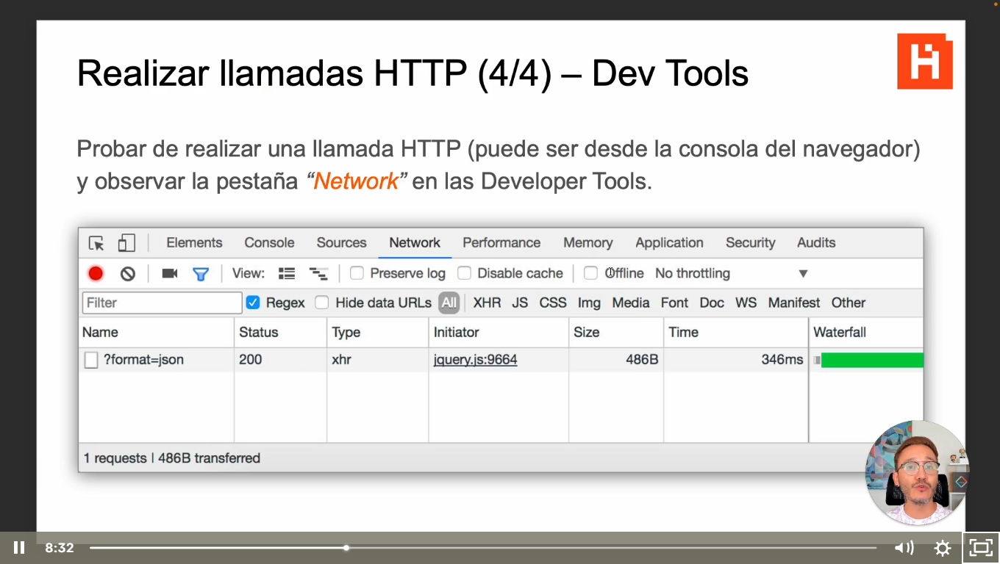 Realizar llamadas HTTP (4/4) – Dev Tools
H
Probar de realizar una llamada HTTP (puede ser desde la consola del navegador)
y observar la pestaña “Network” en las Developer Tools.
Elements Console Sources Network Performance Memory Application Security Audits
View: Preserve log Disable cache Offline No throttling
Filter Regex Hide data URLs All XHR JS CSS Img Media Font Doc WS Manifest Other
Name Status Type Initiator Size Time Waterfall
?format=json 200 xhr jquery.js:9664 486B 346ms
1 requests | 486B transferred
8:32